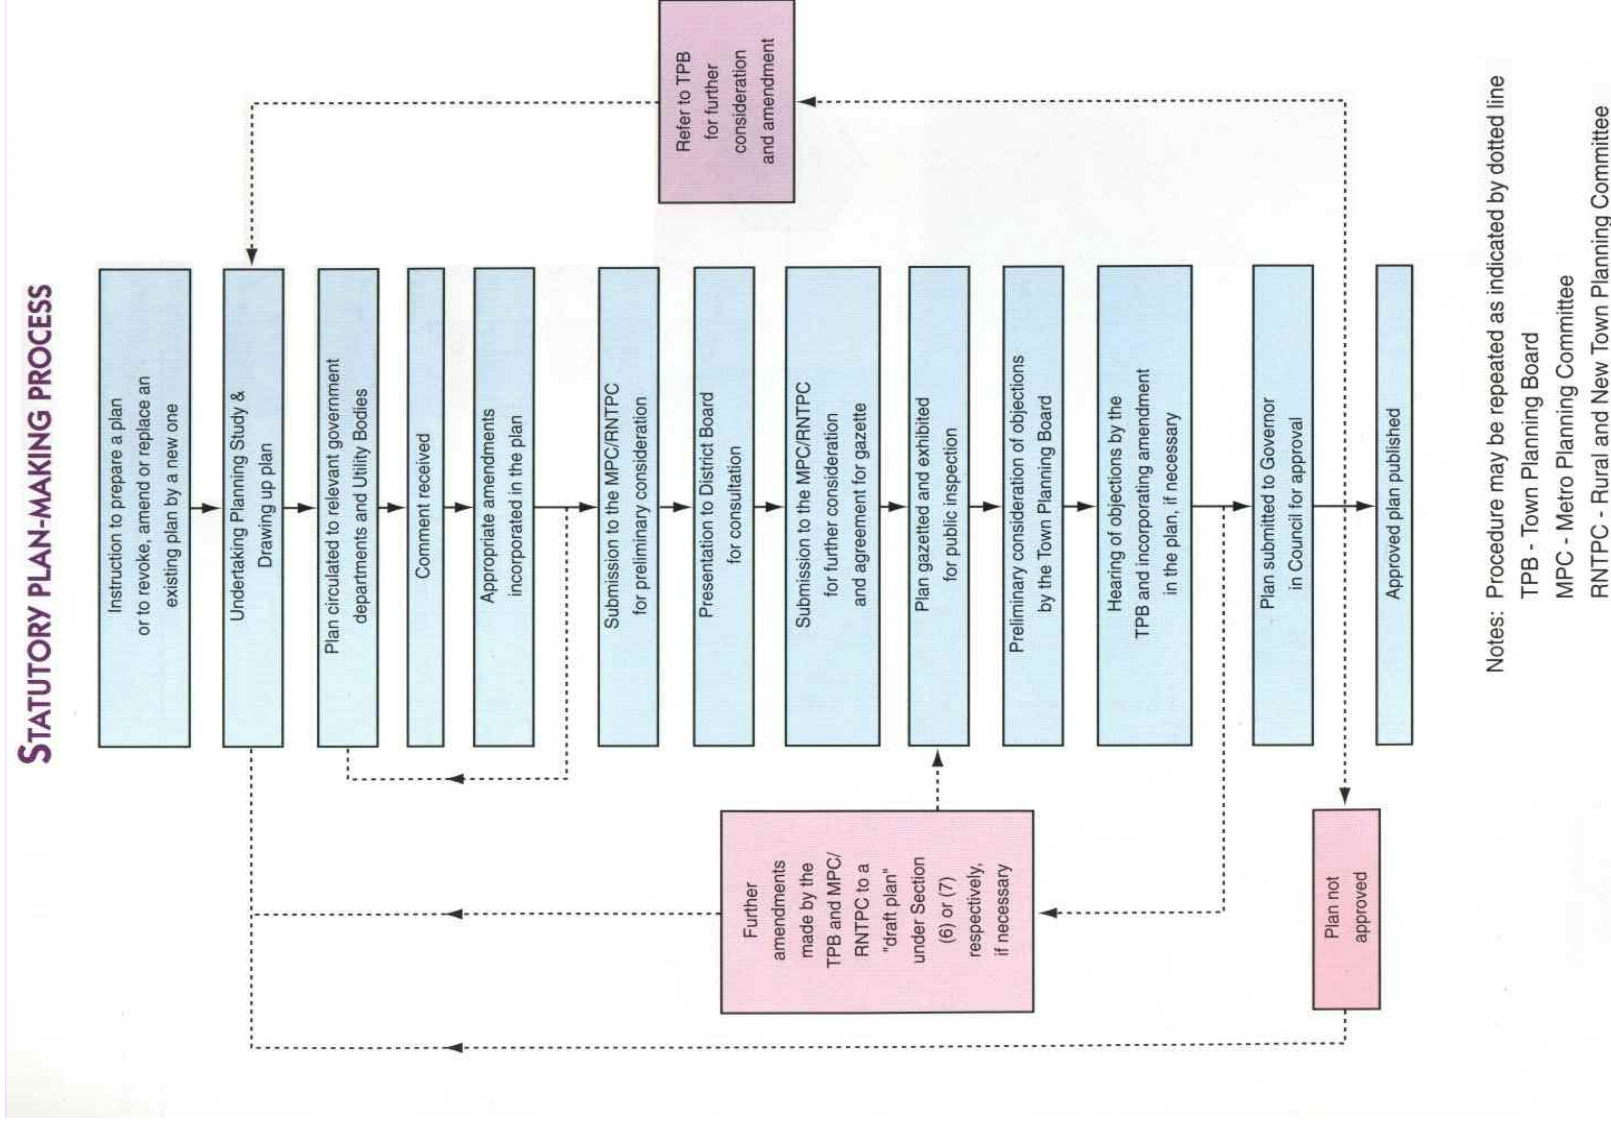 STATUTORY PLAN-MAKING PROCESS
Instruction to prepare a plan
or to revoke, amend or replace an
existing plan by a new one
Undertaking Planning Study &
Drawing up plan
Plan circulated to relevant government
departments and Utility Bodies
Comment received
Appropriate amendments
incorporated in the plan
Submission to the MPC/RNTPC
for preliminary consideration
Presentation to District Board
for consultation
Submission to the MPC/RNTPC
for further consideration
and agreement for gazette
Plan gazetted and exhibited
for public inspection
Preliminary consideration of objections
by the Town Planning Board
Hearing of objections by the
TPB and incorporating amendment
in the plan, if necessary
Plan submitted to Governor
in Council for approval
Approved plan published
Refer to TPB
for further
consideration
and amendment
Further
amendments
made by the
TPB and MPC/
RNTPC to a
"draft plan"
under Section
(6) or (7)
respectively,
if necessary
Plan not
approved
Notes: Procedure may be repeated as indicated by dotted line
TPB - Town Planning Board
MPC - Metro Planning Committee
RNTPC - Rural and New Town Planning Committee